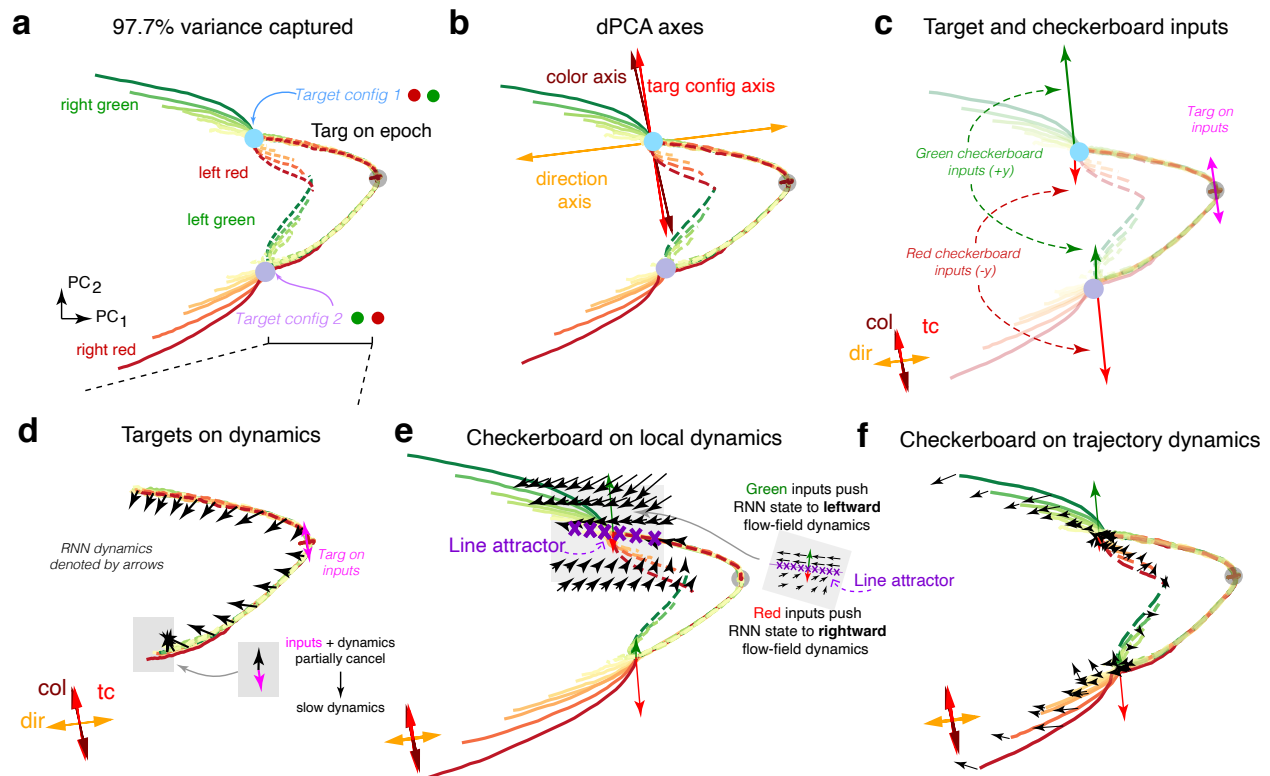 a
97.7% variance captured
right green
Target config 1
Targ on epoch
left red
left green
PC2
PC1
Target config 2
right red
b
dPCA axes
color axis
targ config axis
direction
axis
c
Target and checkerboard inputs
Targ on
inputs
Green checkerboard
inputs (+y)
Red checkerboard
inputs (-y)
col
tc
dir
d
Targets on dynamics
RNN dynamics
denoted by arrows
Targ on
inputs
inputs + dynamics
partially cancel
slow dynamics
col
tc
dir
e
Checkerboard on local dynamics
Line attractor
Green inputs push
RNN state to leftward
flow-field dynamics
Line attractor
Red inputs push
RNN state to rightward
flow-field dynamics
f
Checkerboard on trajectory dynamics